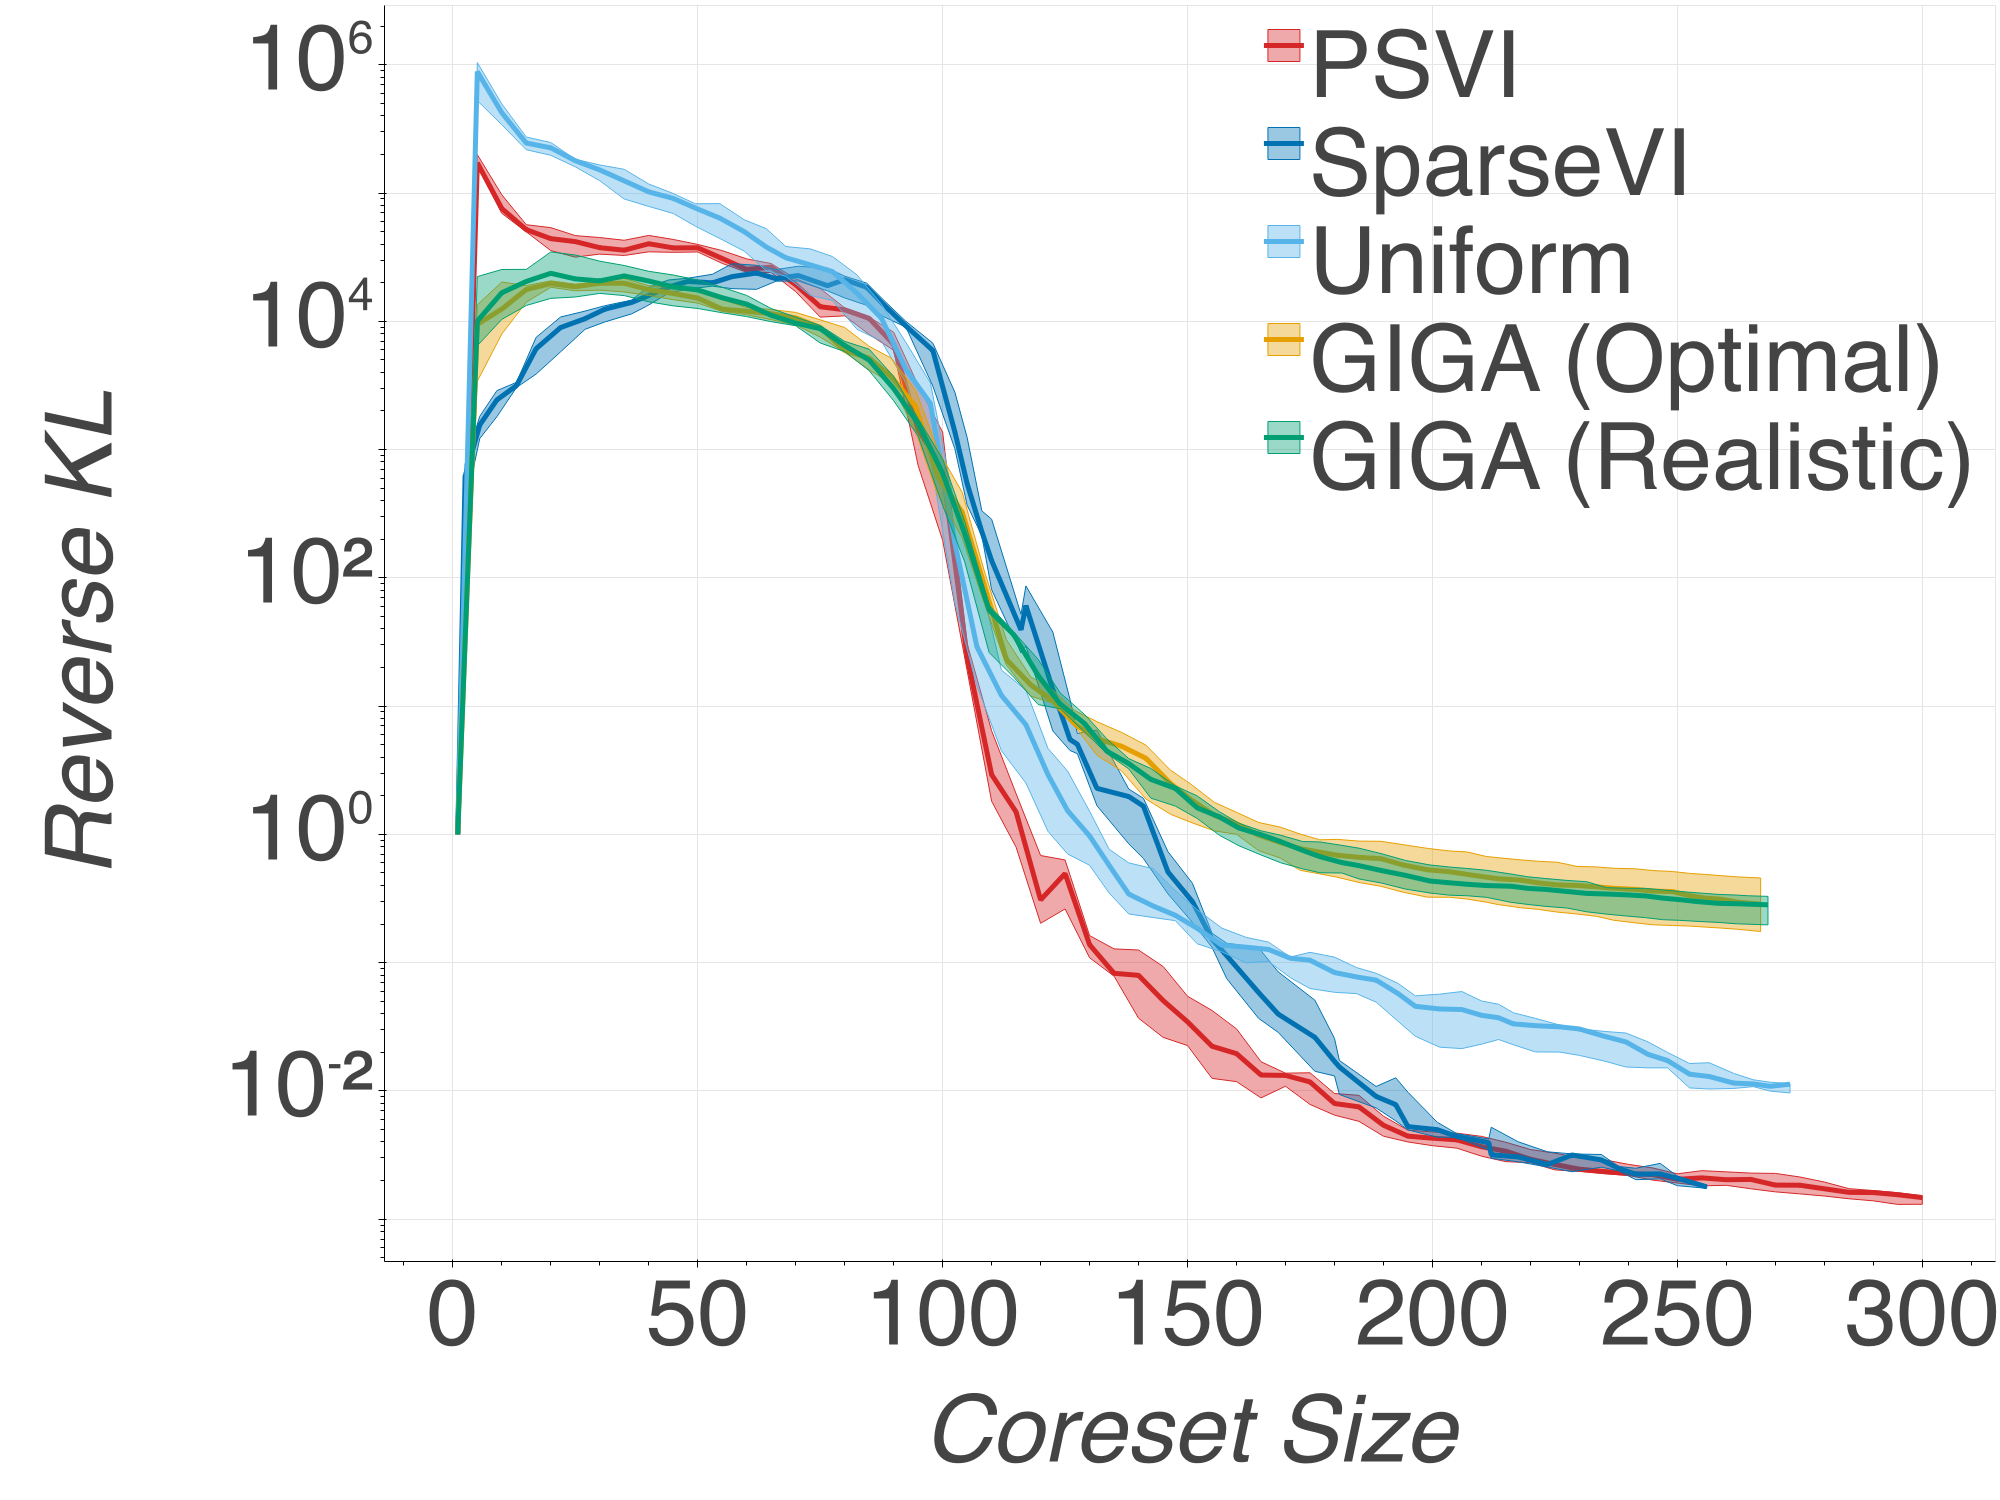 10⁶
10⁴
10²
10⁰
10⁻²
Reverse KL
PSVI
SparseVI
Uniform
GIGA (Optimal)
GIGA (Realistic)
0 50 100 150 200 250 300
Coreset Size